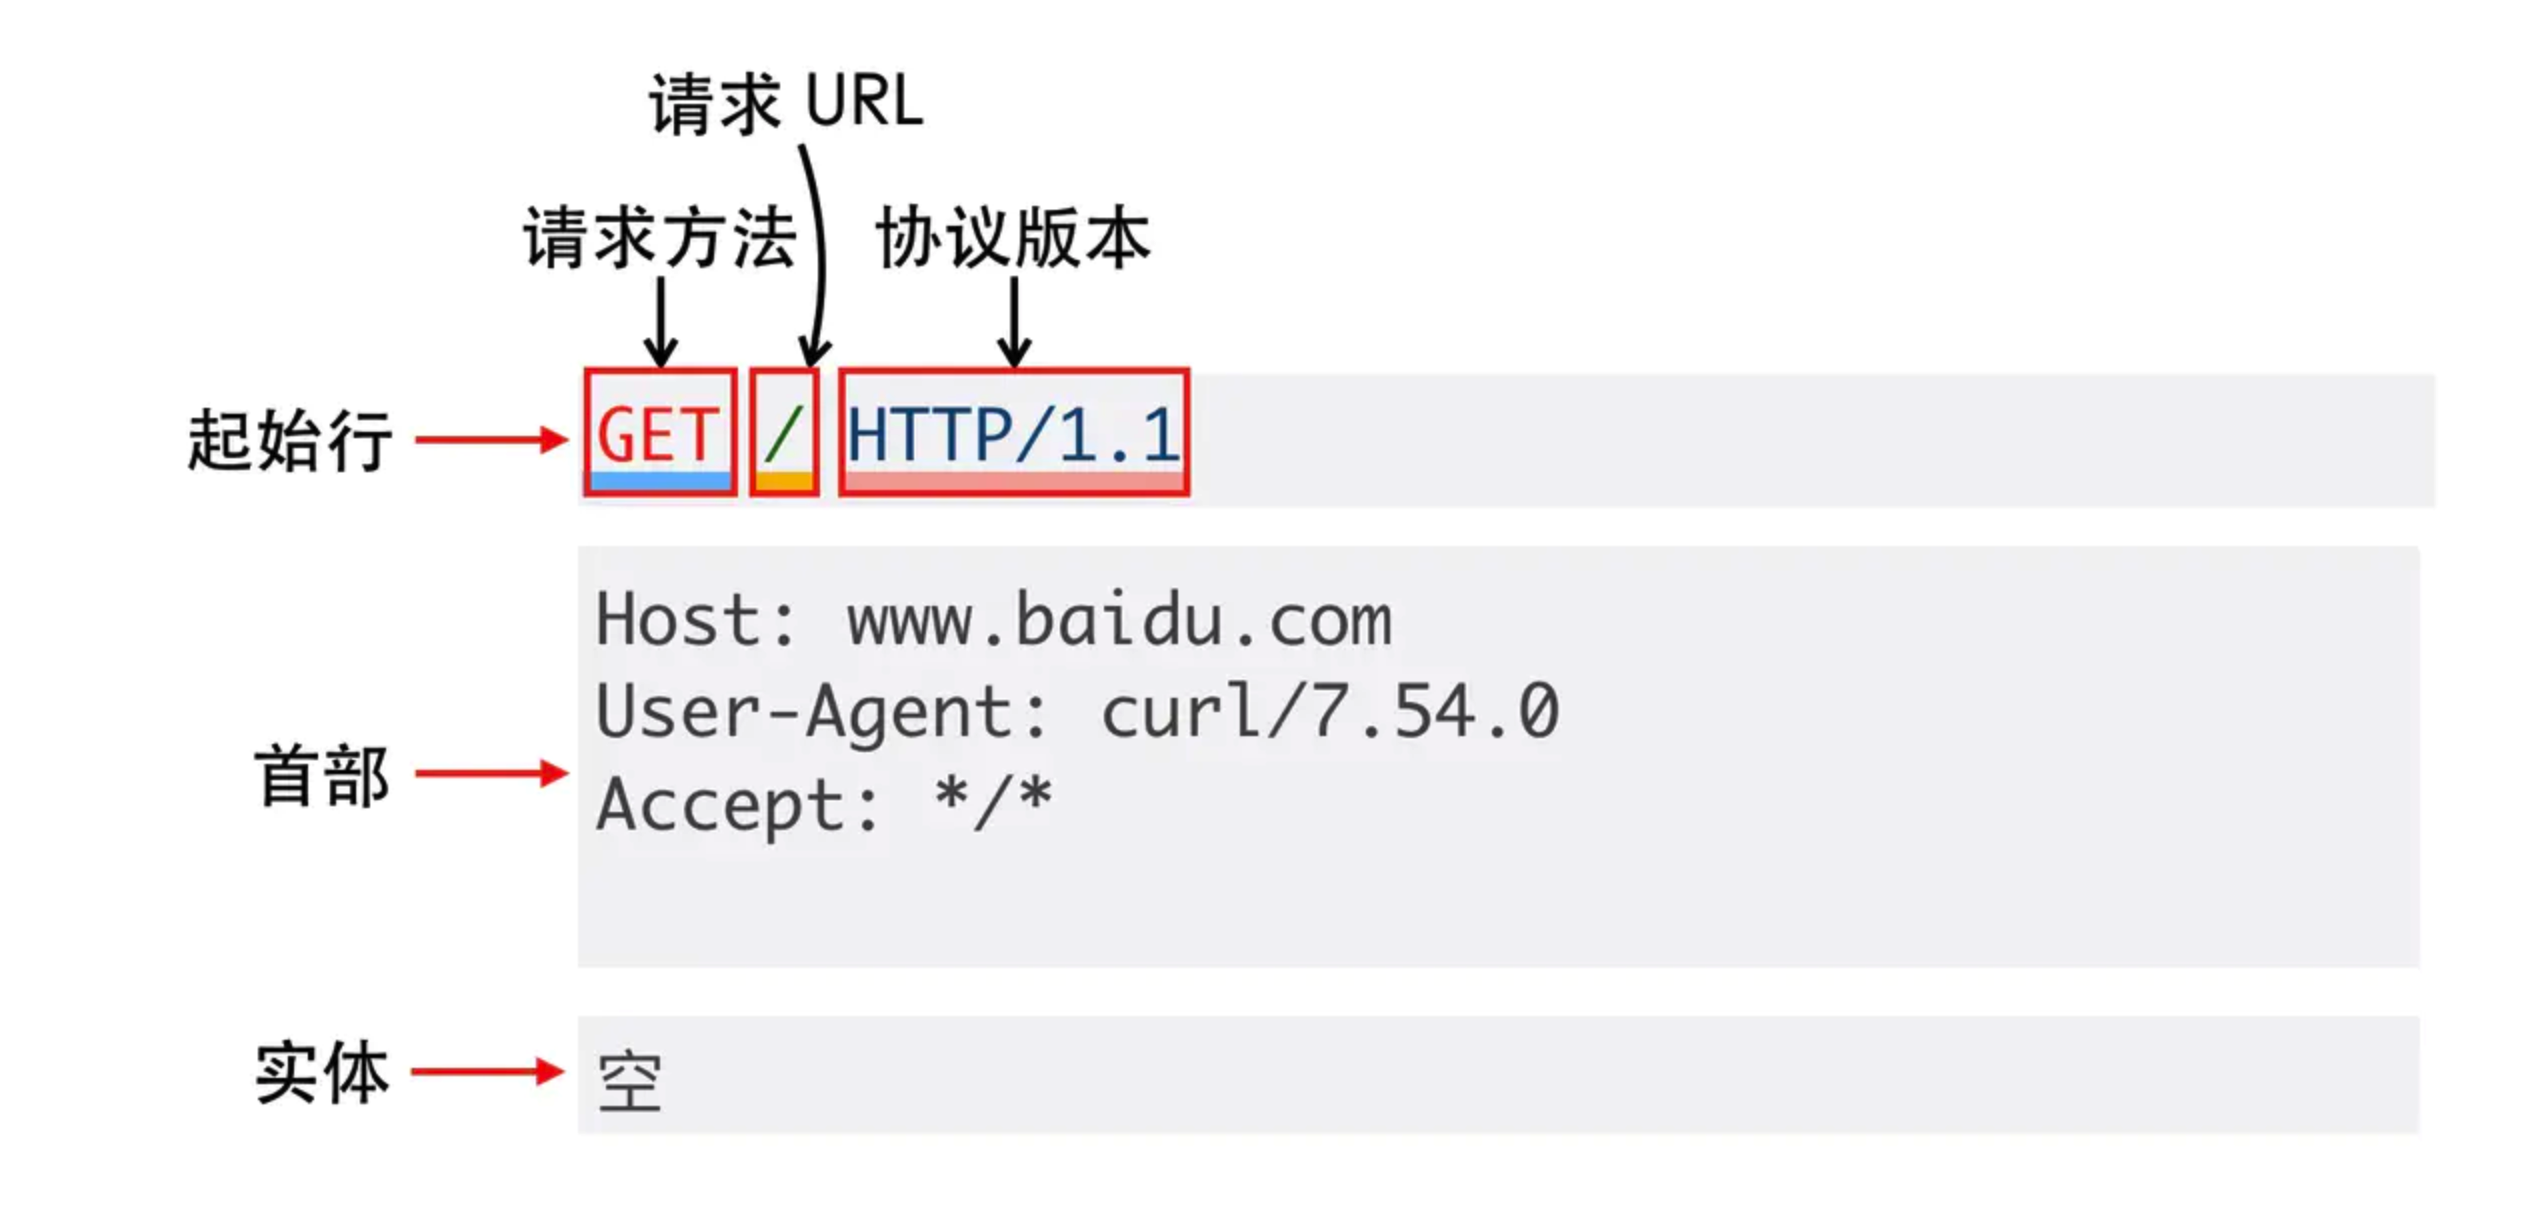 请求 URL
请求方法 协议版本
起始行 GET / HTTP/1.1
Host: www.baidu.com
User-Agent: curl/7.54.0
首部
Accept: */*
实体 空